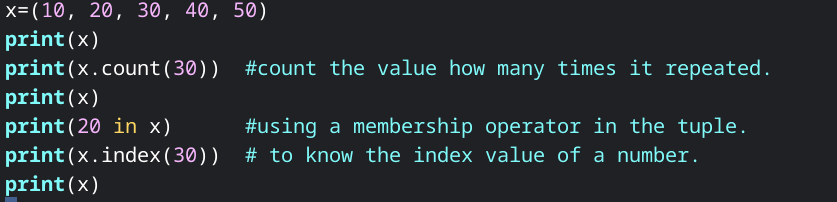 x=(10, 20, 30, 40, 50)
print(x)
print(x.count(30))  #count the value how many times it repeated.
print(x)
print(20 in x)      #using a membership operator in the tuple.
print(x.index(30))  # to know the index value of a number.
print(x)